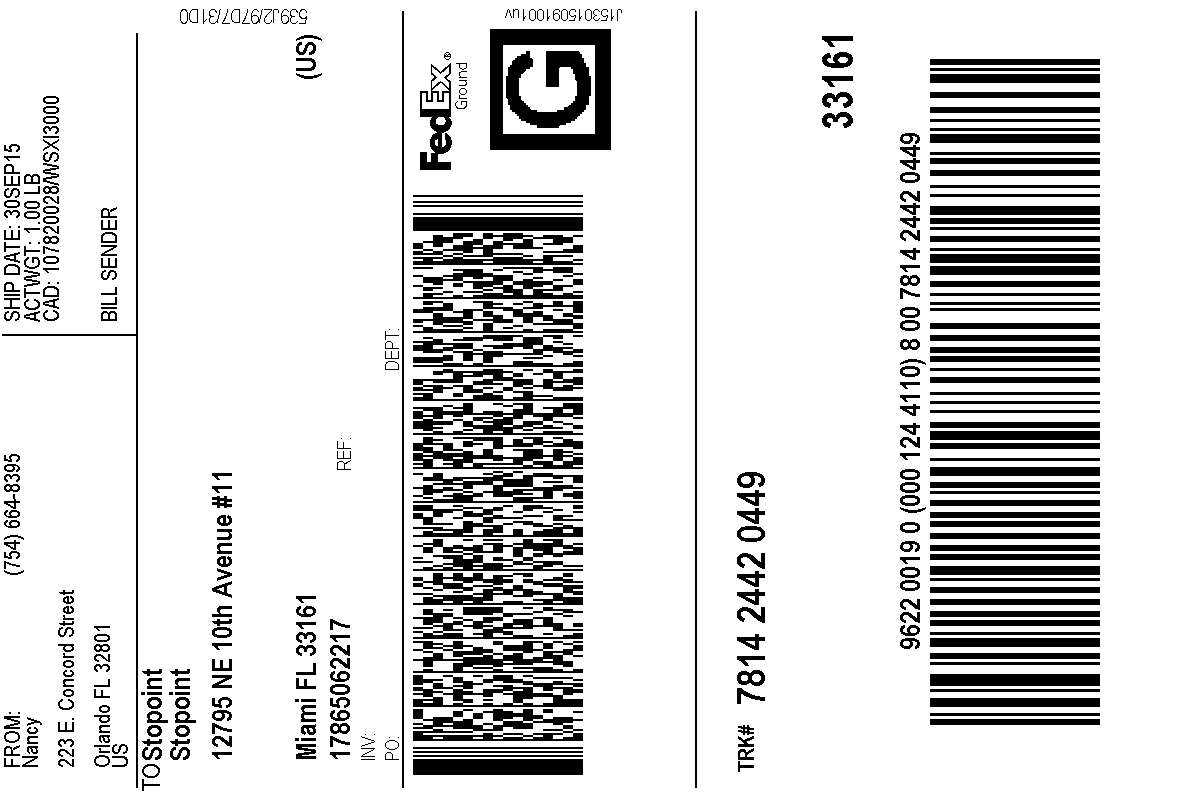 FROM: (754) 664-8395
Nancy
223 E. Concord Street
Orlando FL 32801
US
SHIP DATE: 30SEP15
ACTWGT: 1.00 LB
CAD: 107820028/WSXI3000
BILL SENDER
TO Stopoint
Stopoint
12795 NE 10th Avenue #11
Miami FL 33161 (US)
17865062217
REF:
INV:
PO: DEPT:
539J2/97D7/31D0
FedEx®
Ground
G
J153015091001uv
TRK# 7814 2442 0449
33161
9622 0019 0 (000 124 4110) 8 00 7814 2442 0449